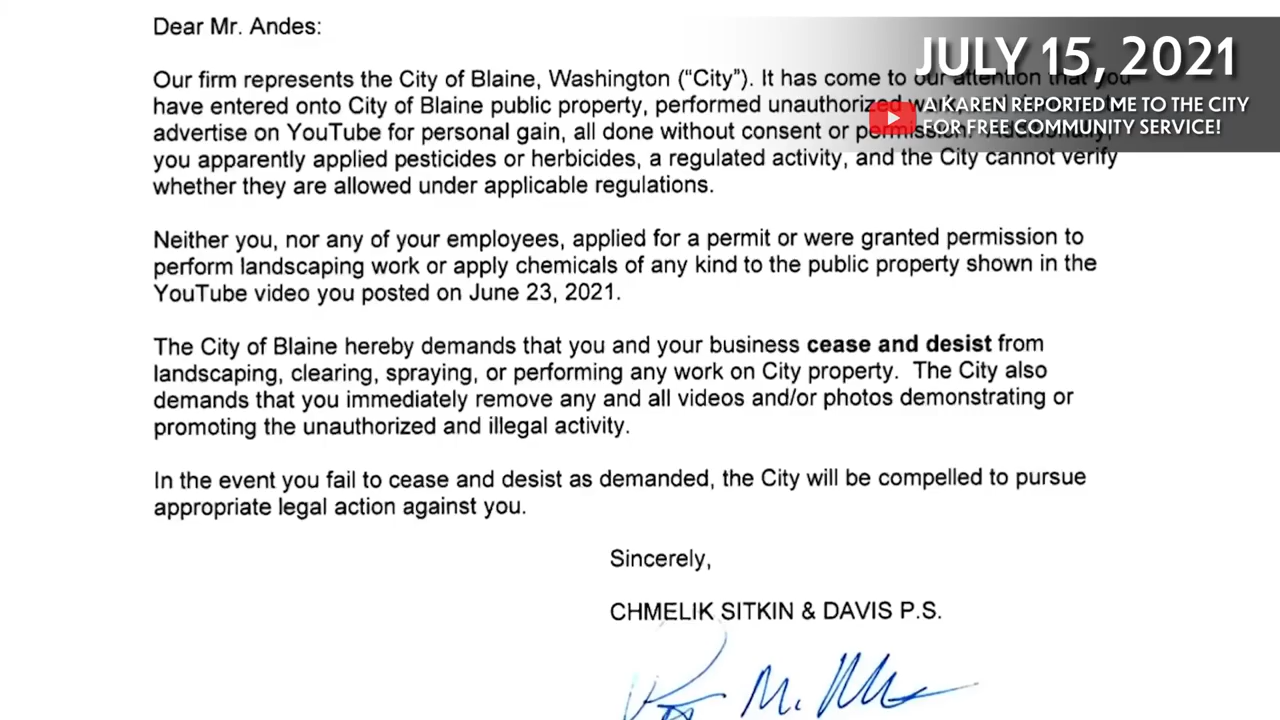 JULY 15, 2021
A KAREN REPORTED ME TO THE CITY
FOR FREE COMMUNITY SERVICE!
Dear Mr. Andes:
Our firm represents the City of Blaine, Washington (“City”). It has come to our attention that you
have entered onto City of Blaine public property, performed unauthorized
advertise on YouTube for personal gain, all done without consent or permission.
you apparently applied pesticides or herbicides, a regulated activity, and the City cannot verify
whether they are allowed under applicable regulations.
Neither you, nor any of your employees, applied for a permit or were granted permission to
perform landscaping work or apply chemicals of any kind to the public property shown in the
YouTube video you posted on June 23, 2021.
The City of Blaine hereby demands that you and your business cease and desist from
landscaping, clearing, spraying, or performing any work on City property. The City also
demands that you immediately remove any and all videos and/or photos demonstrating or
promoting the unauthorized and illegal activity.
In the event you fail to cease and desist as demanded, the City will be compelled to pursue
appropriate legal action against you.
Sincerely,
CHMELIK SITKIN & DAVIS P.S.